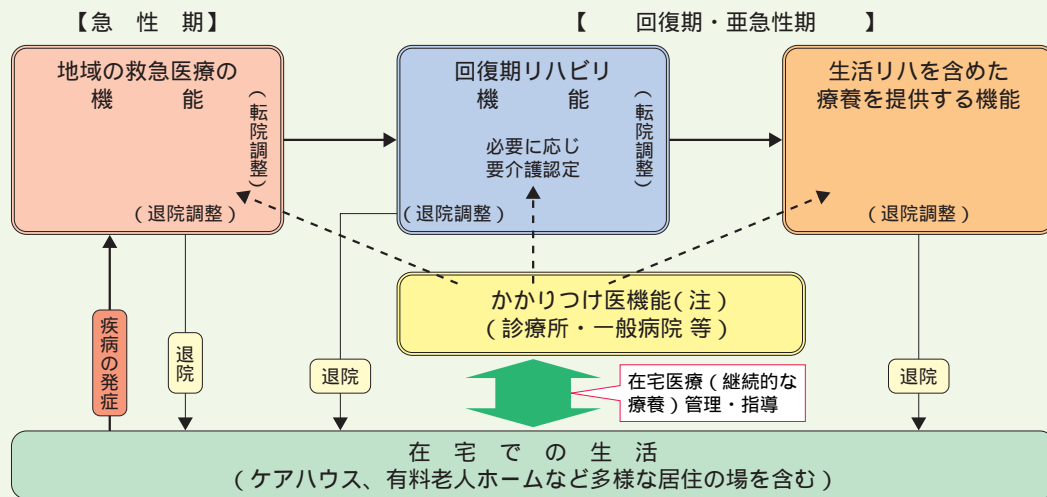 【急　性　期】
【　　回復期・亜急性期　　】
地域の救急医療の
機　　　能
（転院調整）
（退院調整）
回復期リハビリ
機　　　能
（転院調整）
必要に応じ
要介護認定
（退院調整）
生活リハを含めた
療養を提供する機能
（退院調整）
かかりつけ医機能（注）
（診療所・一般病院 等）
疾病の発症
退院
退院
在宅医療（継続的な
療養）管理・指導
退院
在　宅　で　の　生　活
（ケアハウス、有料老人ホームなど多様な居住の場を含む）